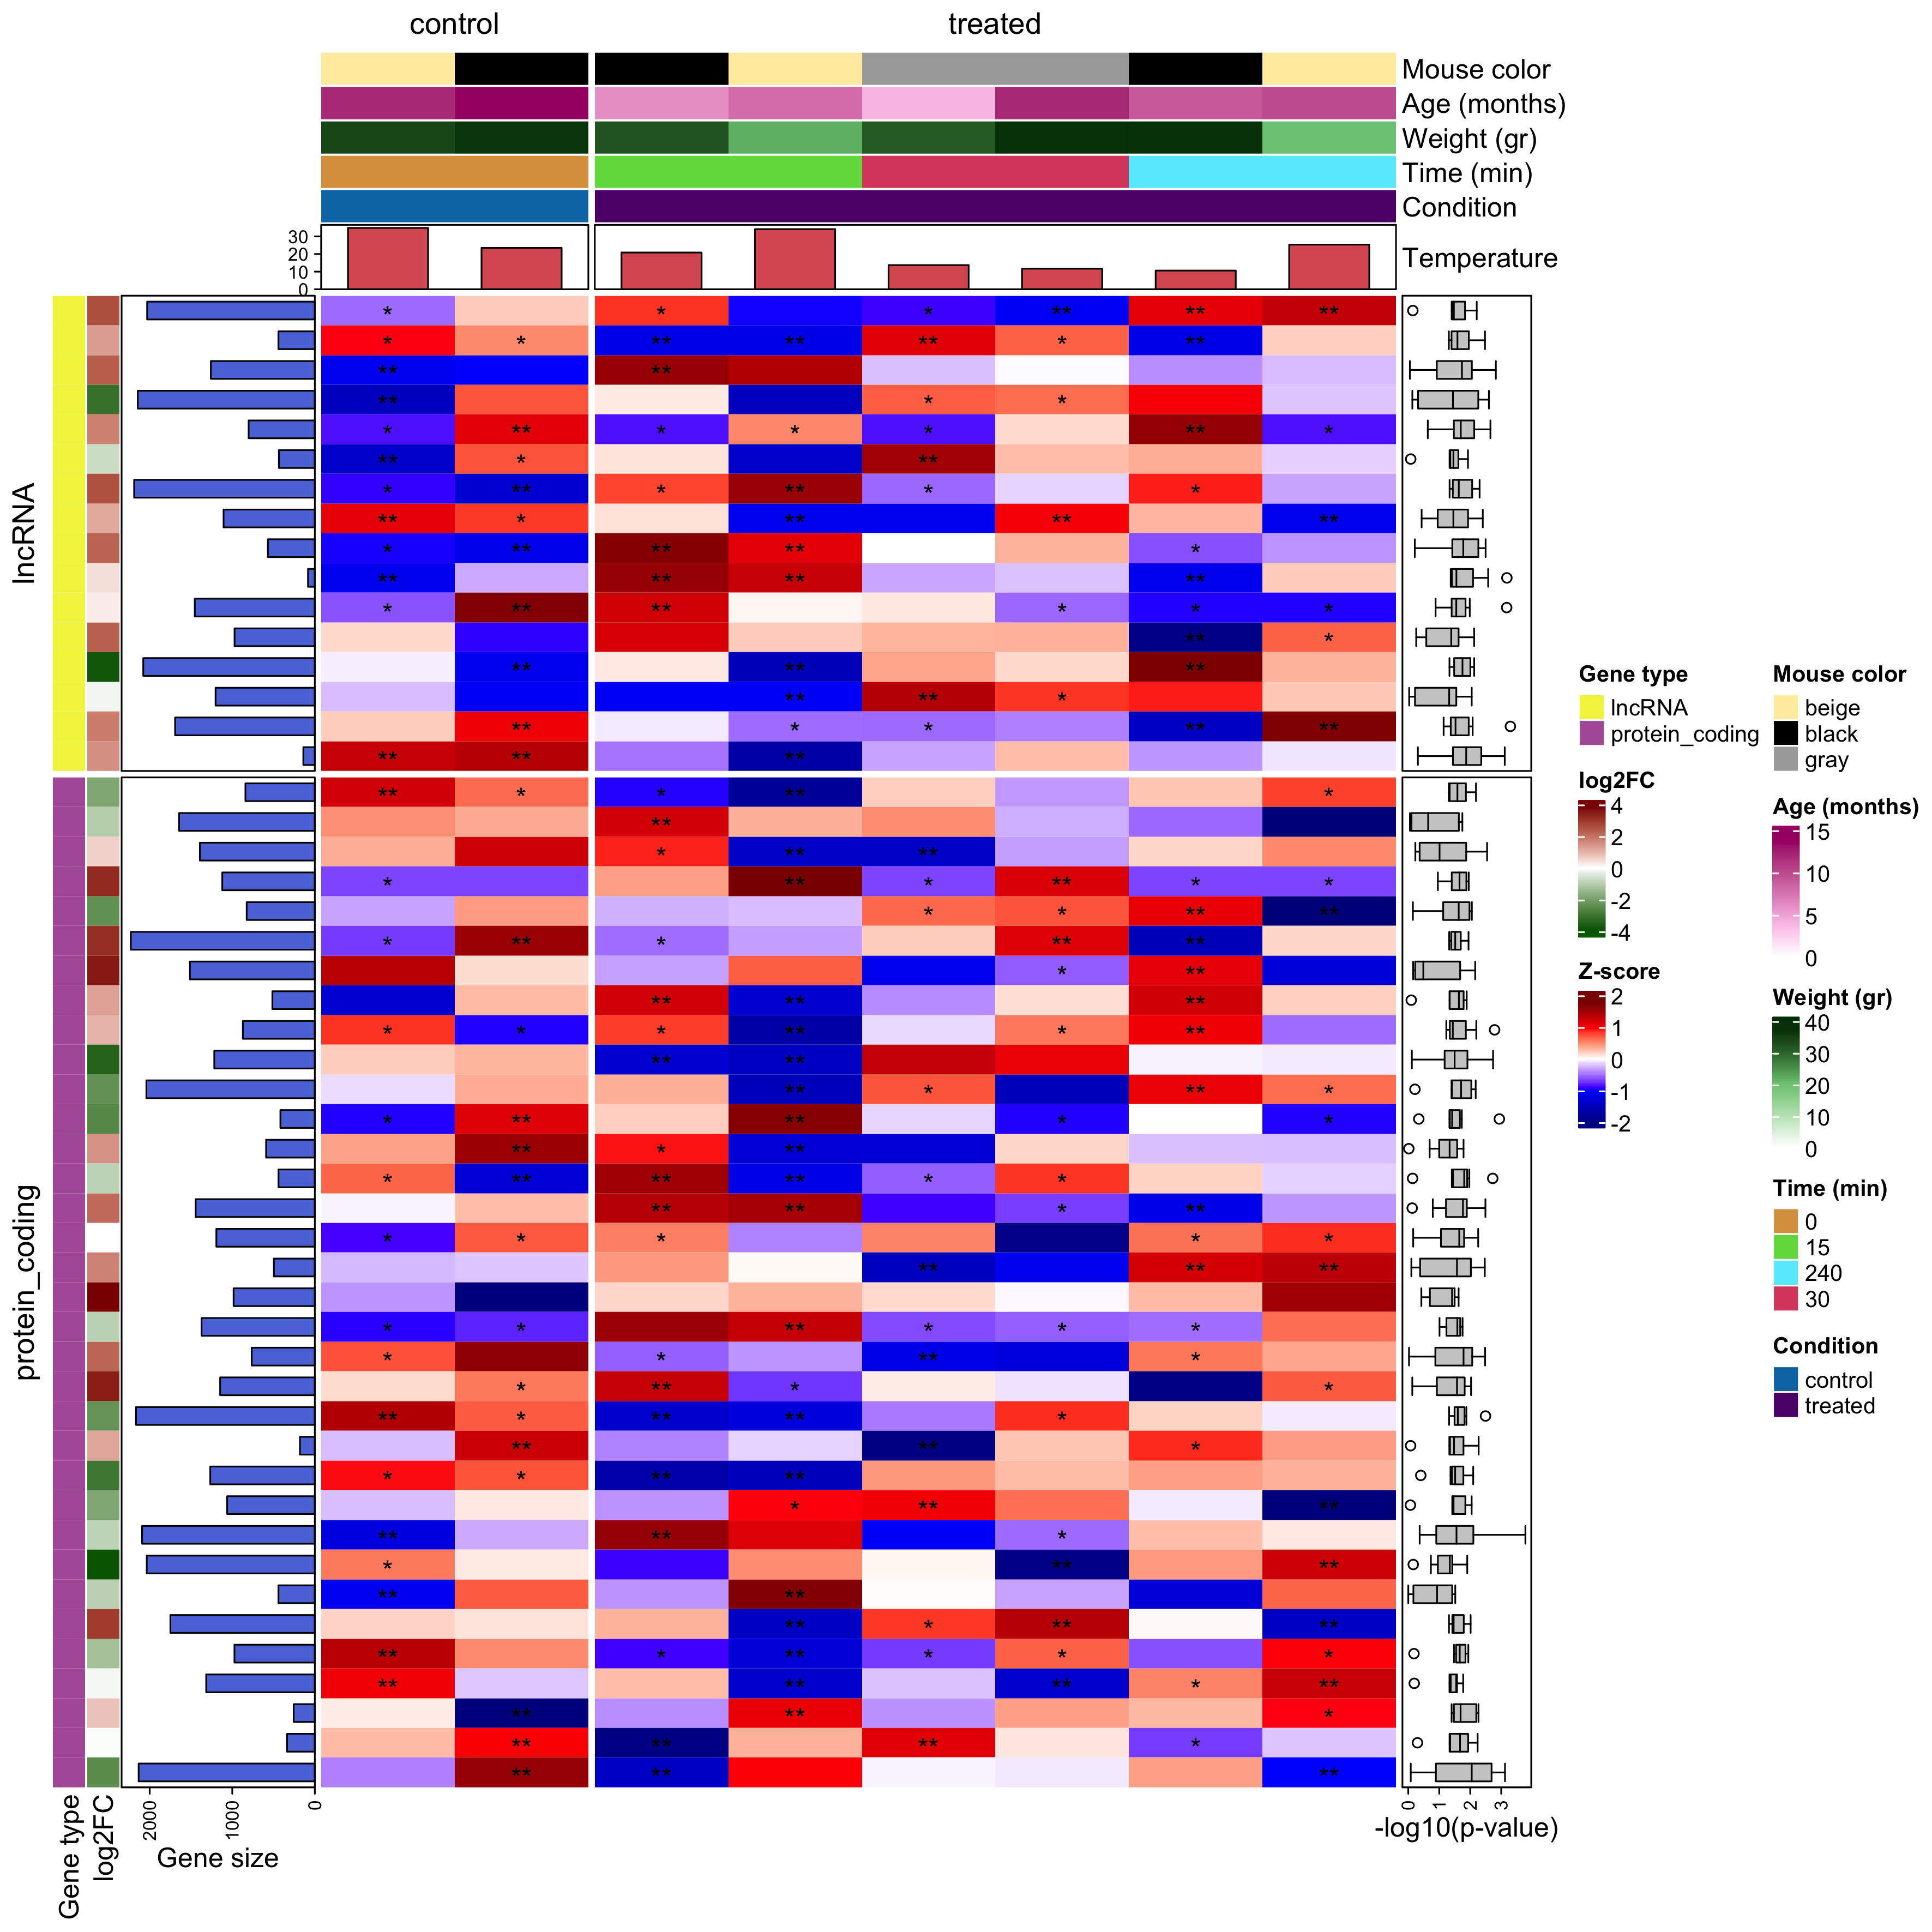 control
treated
Mouse color
Age (months)
Weight (gr)
Time (min)
Condition
Temperature
30
20
10
0
lncRNA
protein_coding
Gene type
log2FC
2000
1000
0
Gene size
0
1
2
3
-log10(p-value)
Gene type
lncRNA
protein_coding
log2FC
4
2
0
-2
-4
Z-score
2
1
0
-1
-2
Mouse color
beige
black
gray
Age (months)
15
10
5
0
Weight (gr)
40
30
20
10
0
Time (min)
0
15
240
30
Condition
control
treated